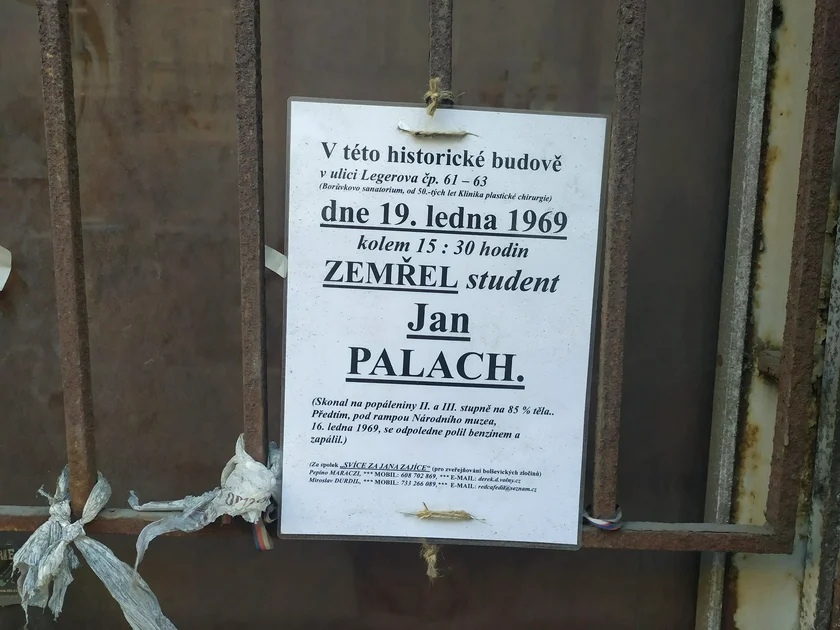 V této historické budově
v ulici Legerova čp. 61 – 63
(Borůvkovo sanatorium, od 50.-tých let Klinika plastické chirurgie)
dne 19. ledna 1969
kolem 15 : 30 hodin
ZEMŘEL student
Jan
PALACH.
(Skonal na popáleniny II. a III. stupně na 85 % těla..
Předtím, pod rampou Národního muzea,
16. ledna 1969, se odpoledne polil benzínem a
zapálil.)
(Za spolek „SVÍCE ZA JANA ZAJÍCE“ (pro zveřejňování bolševických zločinů)
Pepino MARACZI, *** MOBIL: 608 702 869, *** E-MAIL: derek.d.volny.cz
Miroslav DURDIL, *** MOBIL: 733 266 089,*** E-MAIL: redcafedil@seznam.cz